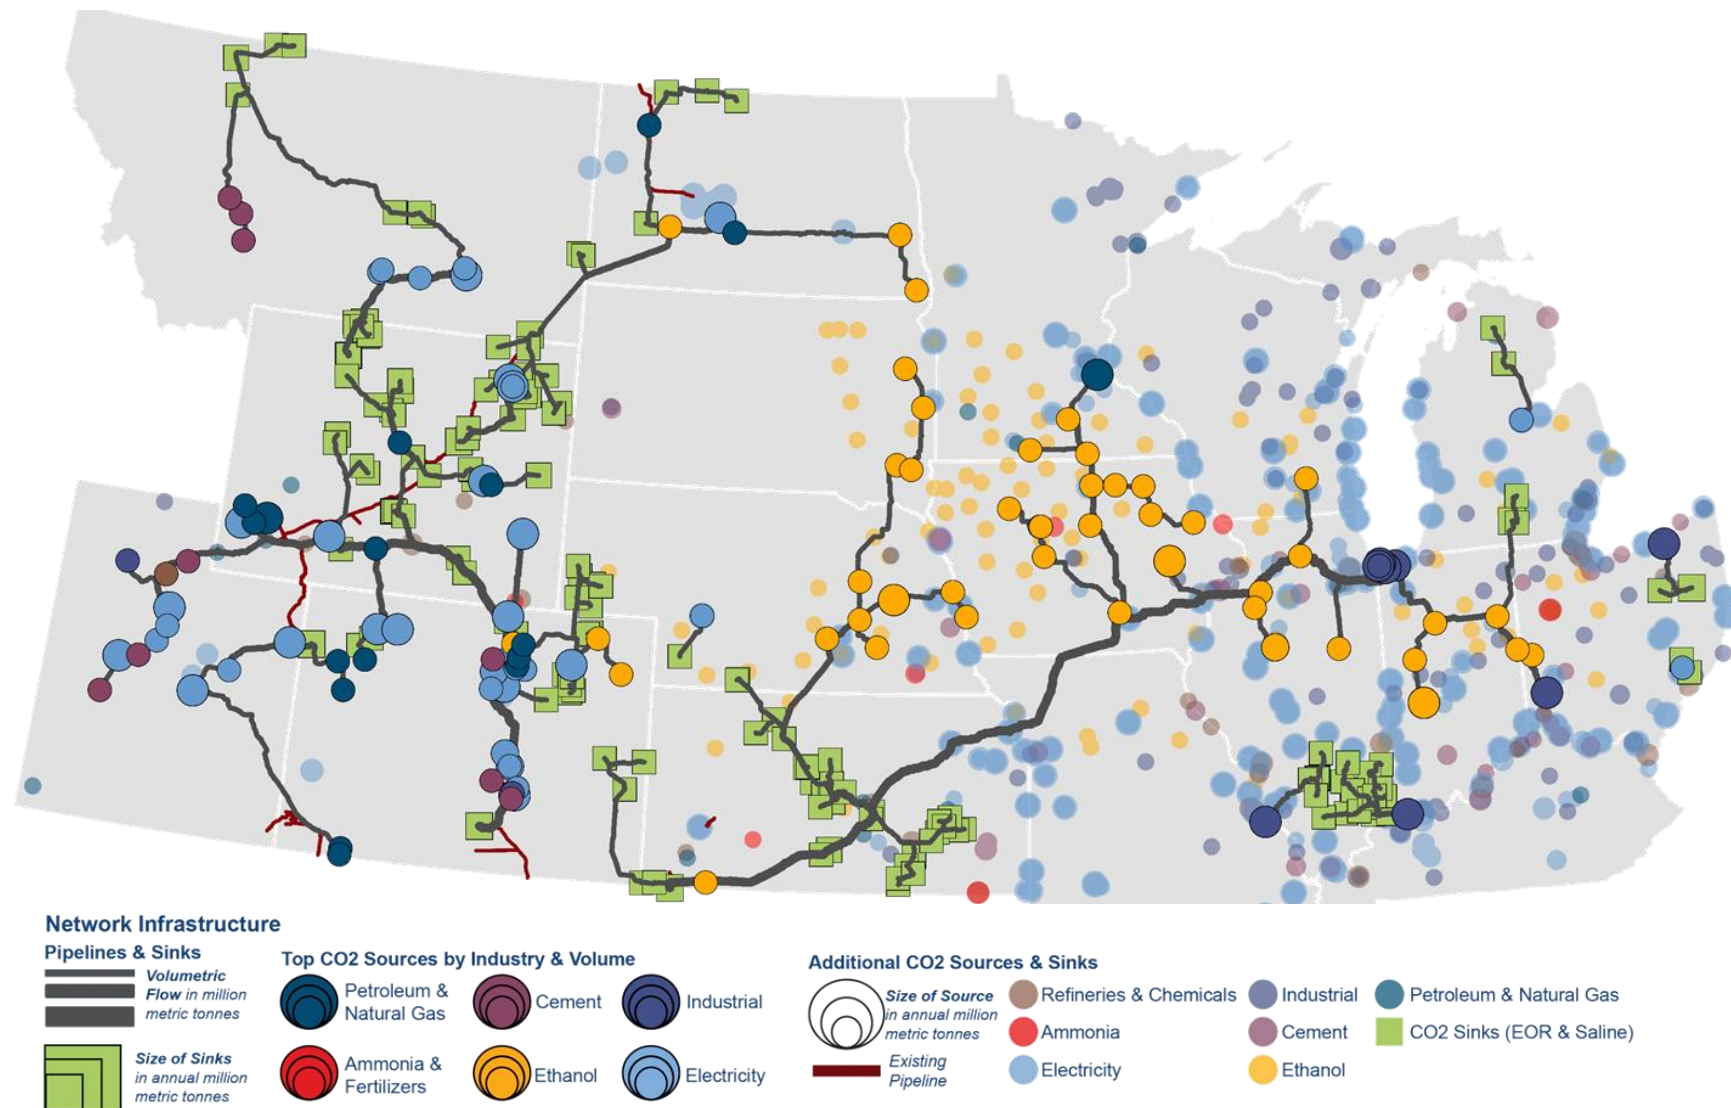 Network Infrastructure
Pipelines & Sinks
Volumetric
Flow in million
metric tonnes
Size of Sinks
in annual million
metric tonnes
Top CO2 Sources by Industry & Volume
Petroleum &
Natural Gas
Cement
Industrial
Ammonia &
Fertilizers
Ethanol
Electricity
Additional CO2 Sources & Sinks
Size of Source
in annual million
metric tonnes
Existing
Pipeline
Refineries & Chemicals
Industrial
Petroleum & Natural Gas
Ammonia
Cement
CO2 Sinks (EOR & Saline)
Electricity
Ethanol